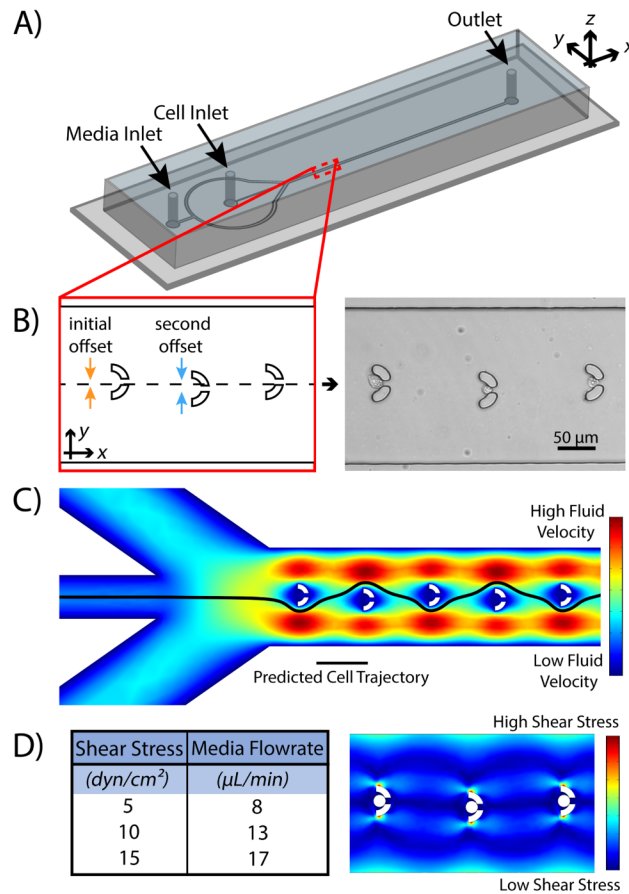 A)
Outlet
z
y
x
Cell Inlet
Media Inlet
B)
initial
offset
second
offset
y
x
50 µm
C)
High Fluid
Velocity
Low Fluid
Velocity
Predicted Cell Trajectory
D)
Shear Stress Media Flowrate
(dyn/cm²) (µL/min)
5 8
10 13
15 17
High Shear Stress
Low Shear Stress